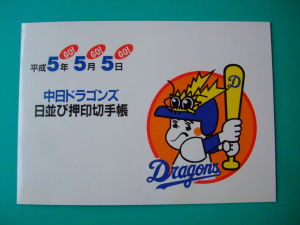 GO! GO! GO!
平成5年 5月 5日
中日ドラゴンズ
日並び押印切手帳
D
Dragons